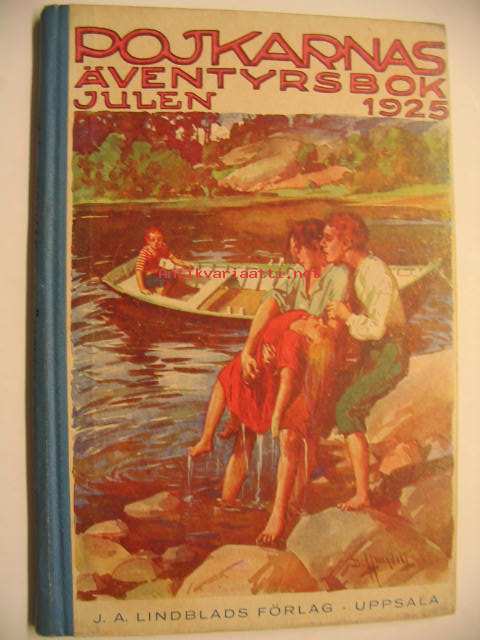 POJKARNAS
ÄVENTYRSBOK
JULEN 1925
antikvariaatti.net
J. A. LINDBLADS FÖRLAG · UPPSALA